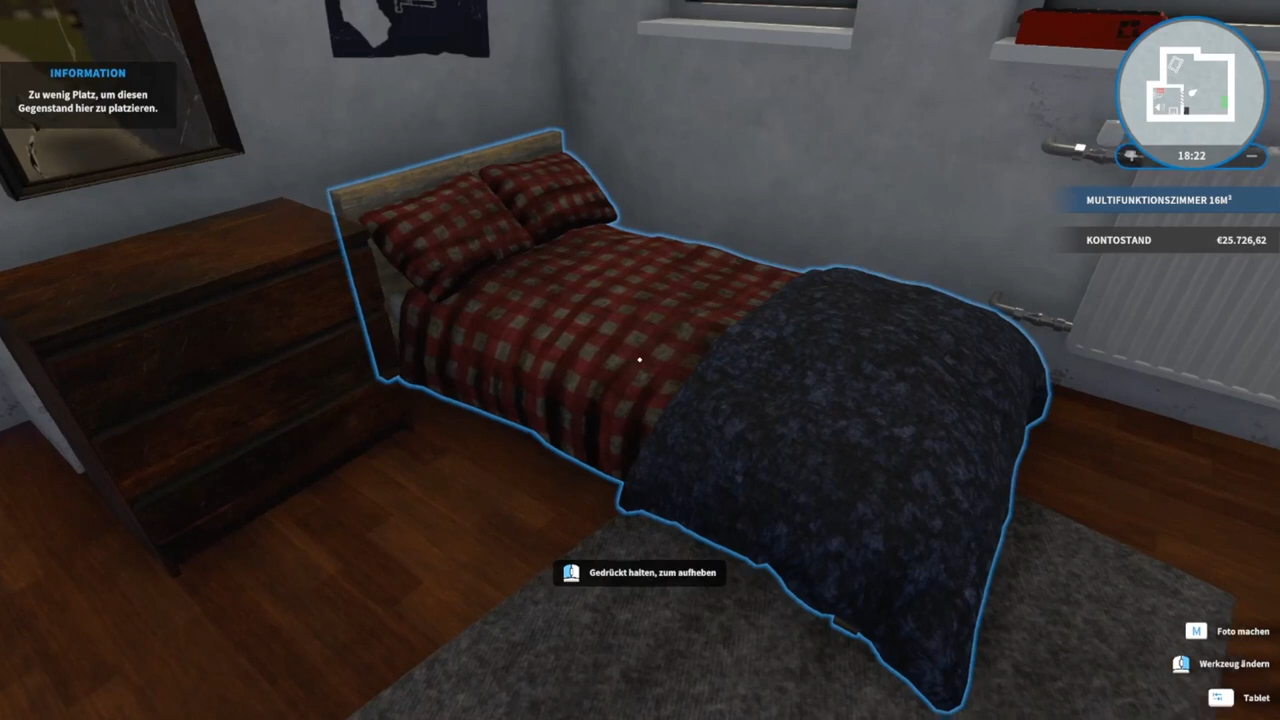 INFORMATION
Zu wenig Platz, um diesen
Gegenstand hier zu platzieren.
18:22
MULTIFUNKTIONSZIMMER 16M²
KONTOSTAND €25.726,62
Gedrückt halten, zum aufheben
M Foto machen
Werkzeug ändern
Tablet